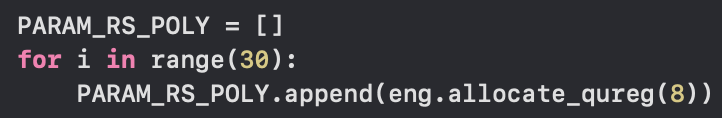 PARAM_RS_POLY = []
for i in range(30):
    PARAM_RS_POLY.append(eng.allocate_qureg(8))